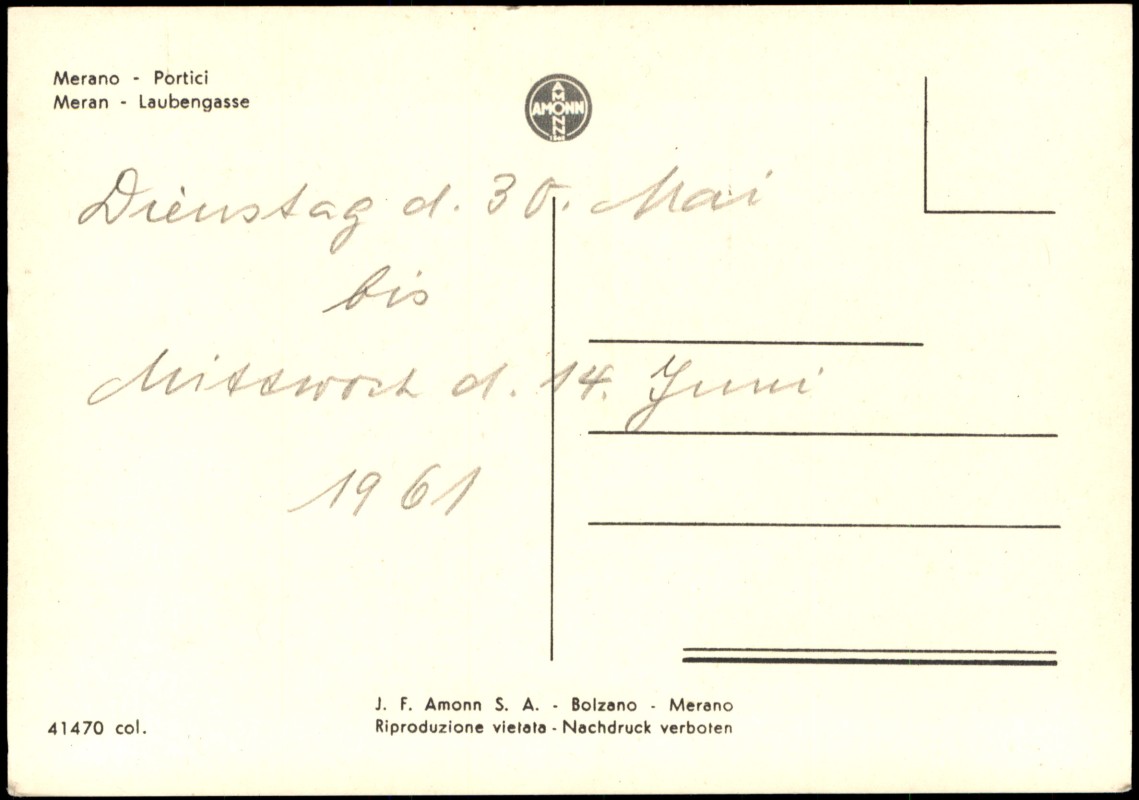 Merano - Portici
Meran - Laubengasse
AMONN
AMONN
Dienstag d. 30. Mai
bis
Mittwoch d. 14. Juni
1961
J. F. Amonn S. A. - Bolzano - Merano
41470 col.
Riproduzione vietata - Nachdruck verboten